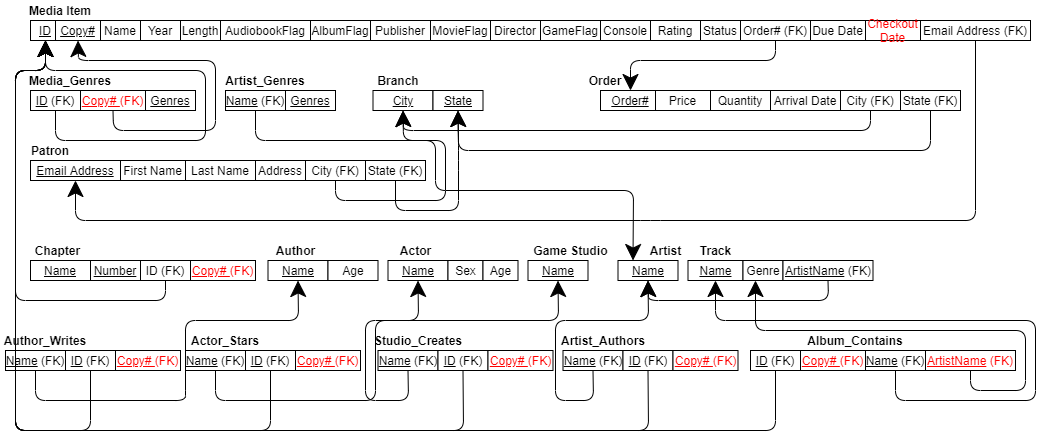 Media Item
ID Copy# Name Year Length AudiobookFlag AlbumFlag Publisher MovieFlag Director GameFlag Console Rating Status Order# (FK) Due Date Checkout Date Email Address (FK)
Media_Genres Artist_Genres Branch Order
ID (FK) Copy# (FK) Genres Name (FK) Genres City State Order# Price Quantity Arrival Date City (FK) State (FK)
Patron
Email Address First Name Last Name Address City (FK) State (FK)
Chapter Author Actor Game Studio Artist Track
Name Number ID (FK) Copy# (FK) Name Age Name Sex Age Name Name Name Genre ArtistName (FK)
Author_Writes Actor_Stars Studio_Creates Artist_Authors Album_Contains
Name (FK) ID (FK) Copy# (FK) Name (FK) ID (FK) Copy# (FK) Name (FK) ID (FK) Copy# (FK) Name (FK) ID (FK) Copy# (FK) ID (FK) Copy# (FK) Name (FK) ArtistName (FK)